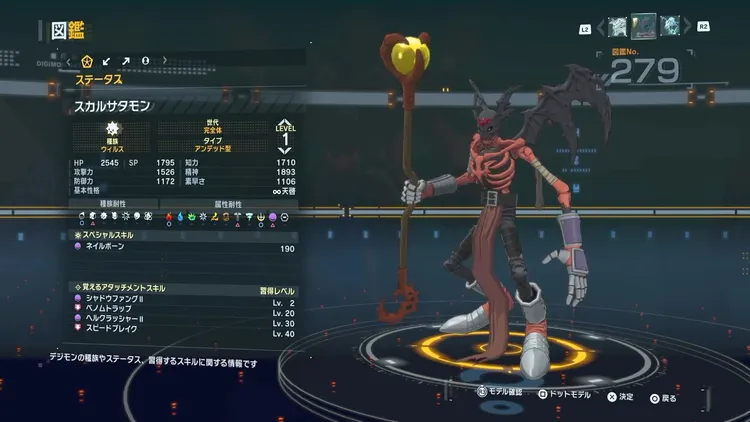 図鑑
DIGIMO
L2
R2
図鑑No.
279
ステータス
スカルサタモン
種族
ウイルス
世代
完全体
タイプ
アンデッド型
LEVEL
1
HP 2545 SP 1795 知力 1710
攻撃力 1526 精神 1893
防御力 1172 素早さ 1106
基本性格 天啓
種族耐性 属性耐性
スペシャルスキル
ネイルボーン 190
覚えるアタッチメントスキル 習得レベル
シャドウファングⅡ Lv. 2
ベノムトラップ Lv. 20
ヘルクラッシャーⅡ Lv. 30
スピードブレイク Lv. 40
デジモンの種族やステータス、習得するスキルに関する情報です
R3 モデル確認 ドットモデル 決定 戻る